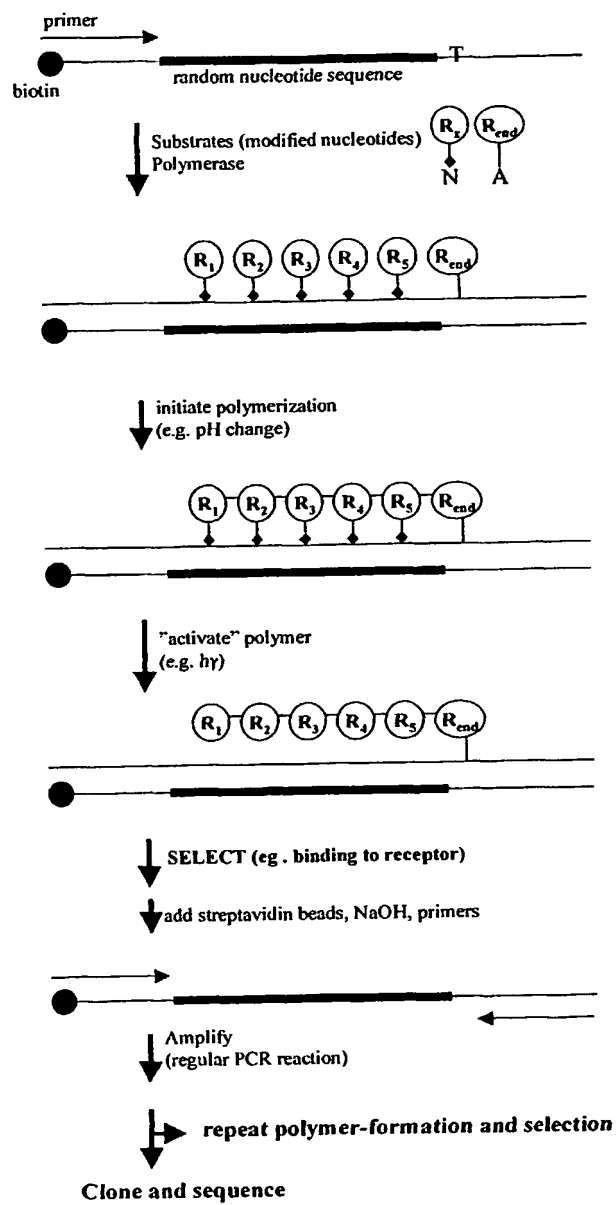 primer
T
random nucleotide sequence
biotin
Substrates (modified nucleotides)
Polymerase
Rx Rend
N A
R1 R2 R3 R4 R5 Rend
initiate polymerization
(e.g. pH change)
R1 R2 R3 R4 R5 Rend
"activate" polymer
(e.g. hγ)
R1 R2 R3 R4 R5 Rend
SELECT (eg . binding to receptor)
add streptavidin beads, NaOH, primers
Amplify
(regular PCR reaction)
repeat polymer-formation and selection
Clone and sequence